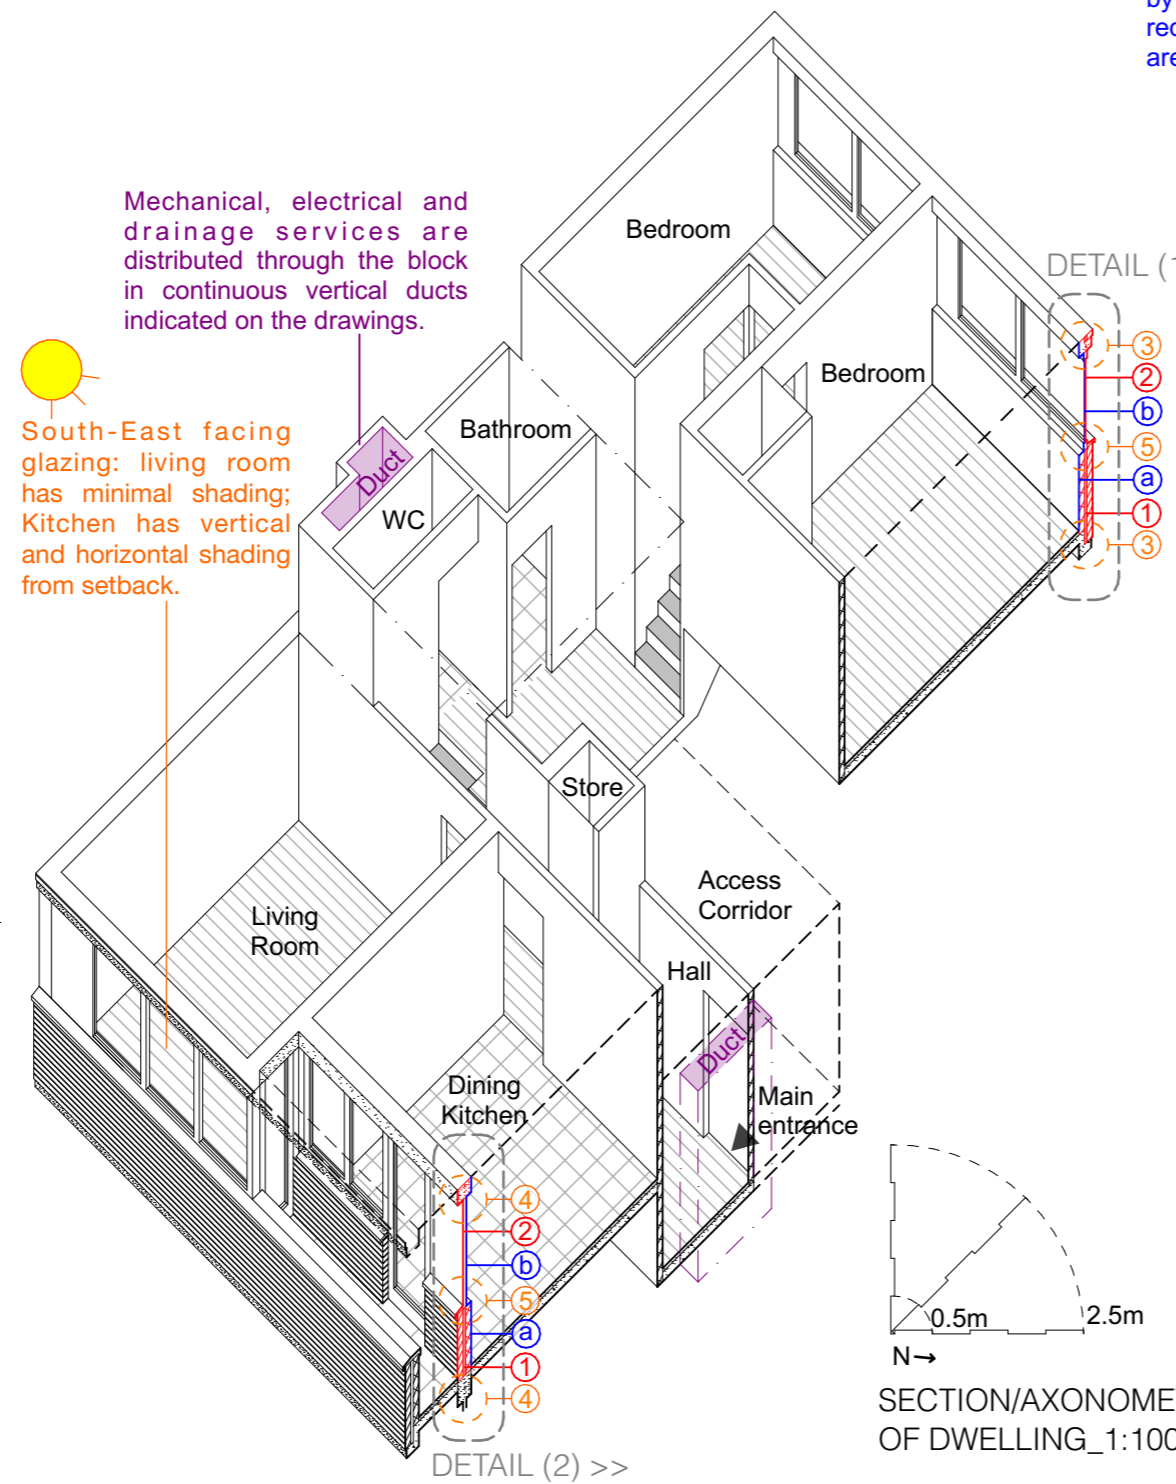 by
are
Mechanical, electrical and
drainage services are
distributed through the block
in continuous vertical ducts
indicated on the drawings.
Bedroom
DETAIL (1
South-East facing
glazing: living room
has minimal shading;
Kitchen has vertical
and horizontal shading
from setback.
Bedroom
Bathroom
Duct
WC
3
2
b
5
a
1
3
Store
Access
Corridor
Living
Room
Hall
Duct
Dining
Kitchen
Main
entrance
4
2
b
5
a
1
4
0.5m
2.5m
N→
SECTION/AXONOME
OF DWELLING_1:100
DETAIL (2) >>